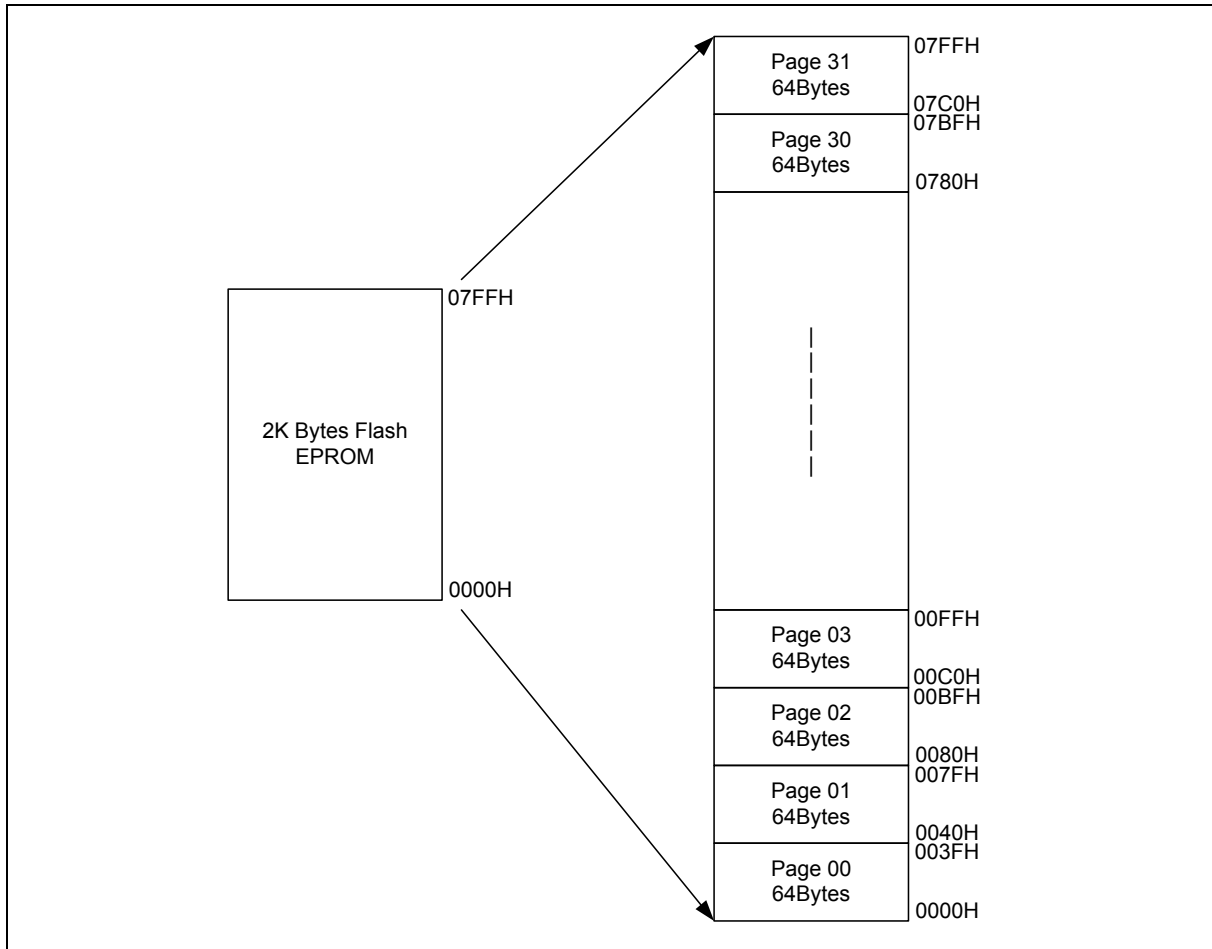 07FFH
Page 31
64Bytes
07C0H
07BFH
Page 30
64Bytes
0780H
07FFH
2K Bytes Flash
EPROM
0000H
00FFH
Page 03
64Bytes
00C0H
00BFH
Page 02
64Bytes
0080H
007FH
Page 01
64Bytes
0040H
003FH
Page 00
64Bytes
0000H